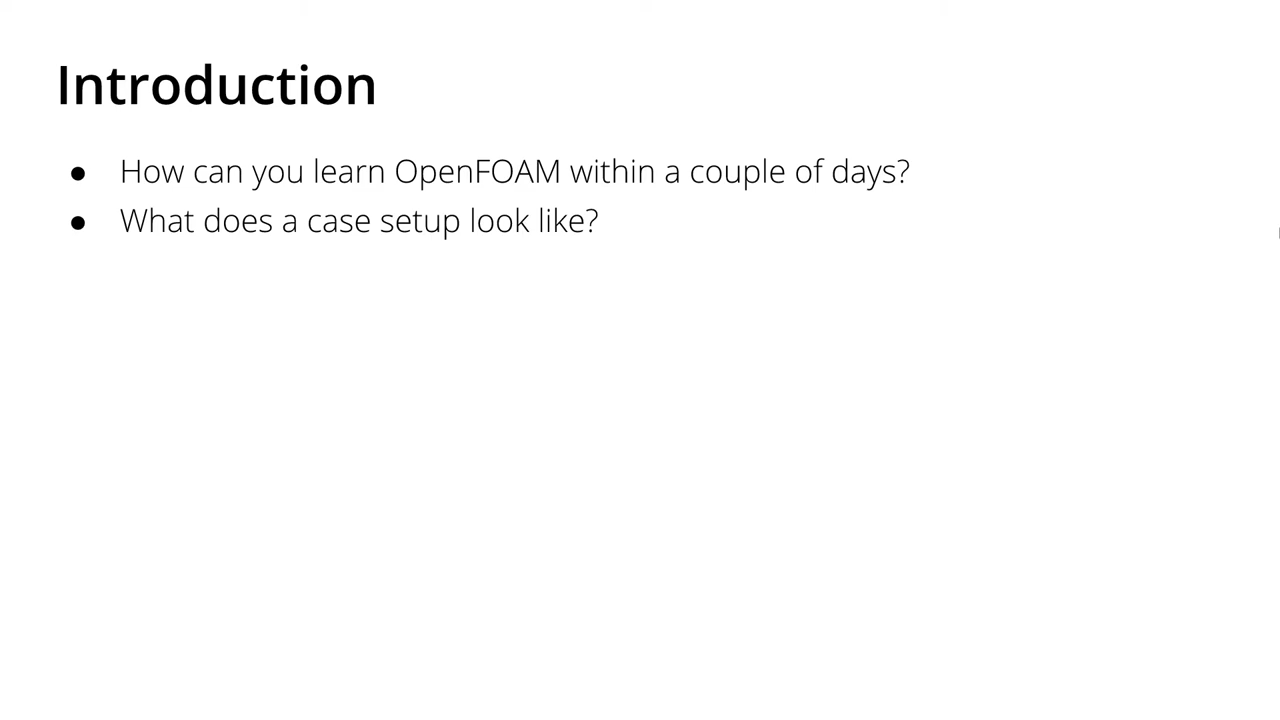 Introduction
● How can you learn OpenFOAM within a couple of days?
● What does a case setup look like?